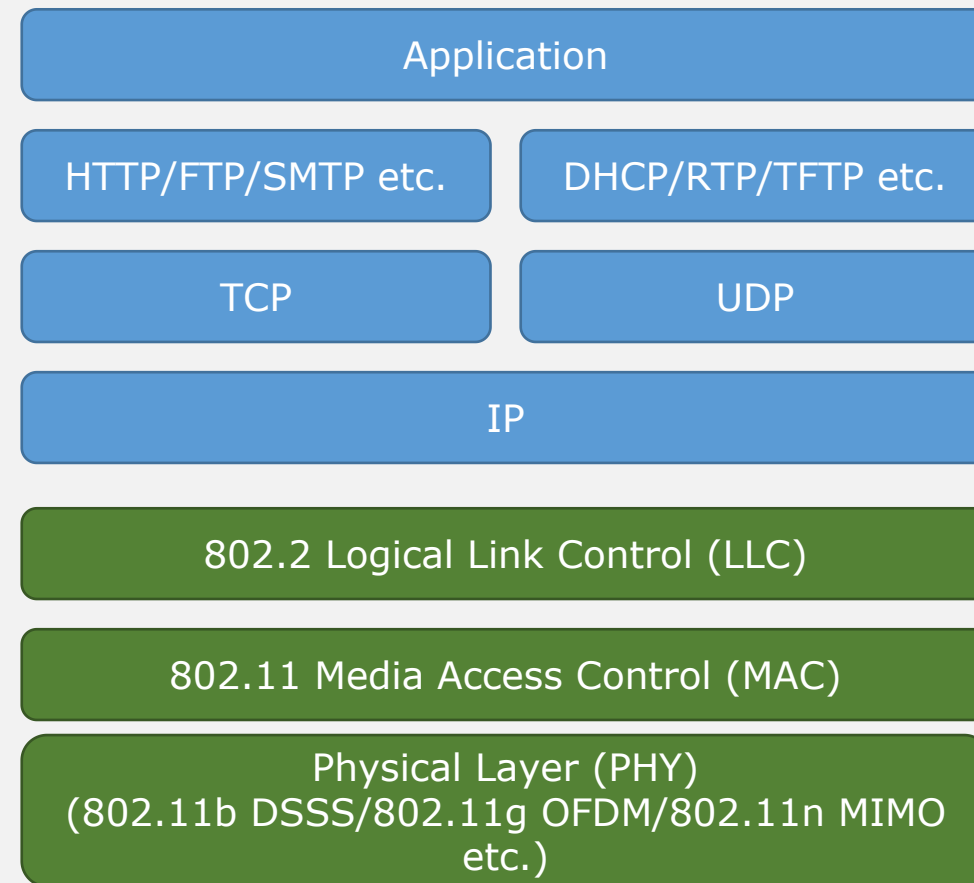 Application
HTTP/FTP/SMTP etc.
DHCP/RTP/TFTP etc.
TCP
UDP
IP
802.2 Logical Link Control (LLC)
802.11 Media Access Control (MAC)
Physical Layer (PHY)
(802.11b DSSS/802.11g OFDM/802.11n MIMO
etc.)